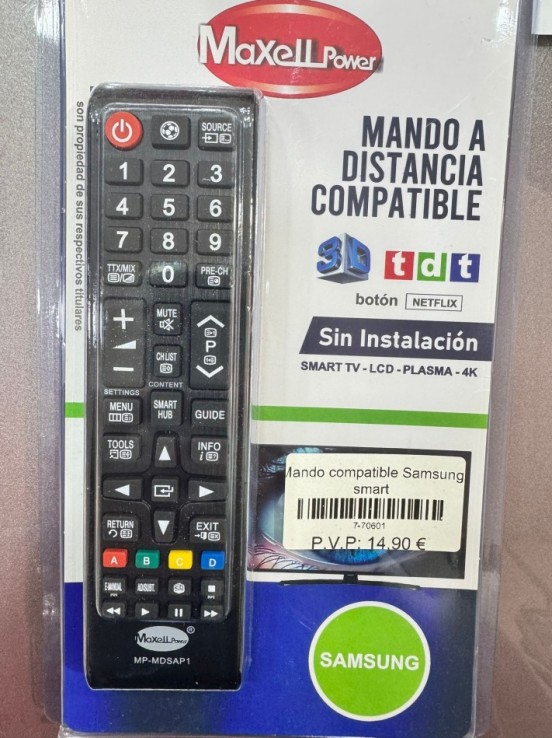 MaxellPower
MANDO A
DISTANCIA
COMPATIBLE
3D tdt
botón NETFLIX
Sin Instalación
SMART TV - LCD - PLASMA - 4K
Mando compatible Samsung
smart
7-70601
P.V.P: 14.90 €
SAMSUNG
son propiedad de sus respectivos titulares
SOURCE
1 2 3
4 5 6
7 8 9
TTX/MIX 0 PRE-CH
+ MUTE
P
− CH LIST
SETTINGS CONTENT
MENU SMART HUB GUIDE
TOOLS INFO
i
RETURN EXIT
A B C D
E-MANUAL AD/SUBT.
MaxellPower ®
MP-MDSAP1